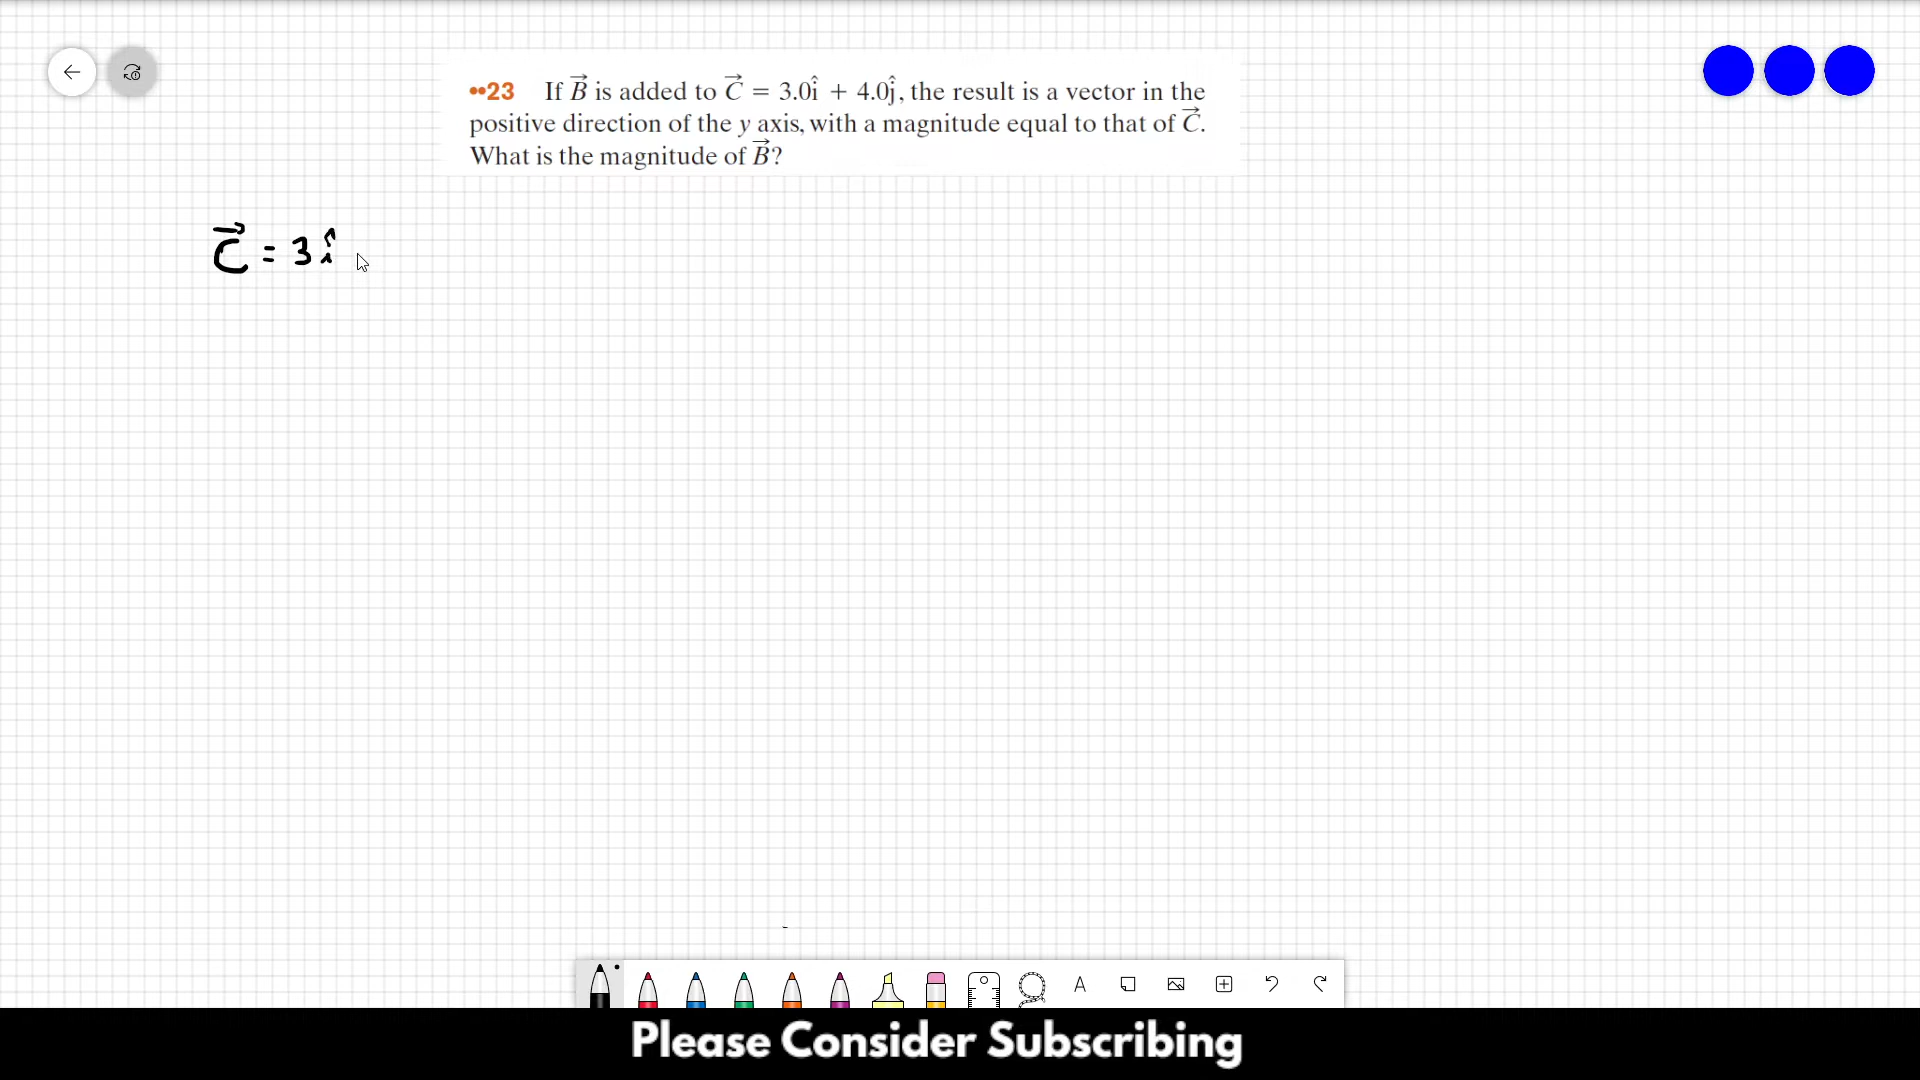 ••23 If B⃗ is added to C⃗ = 3.0î + 4.0ĵ, the result is a vector in the
positive direction of the y axis, with a magnitude equal to that of C⃗.
What is the magnitude of B⃗?
C⃗ = 3 î
A
Please Consider Subscribing